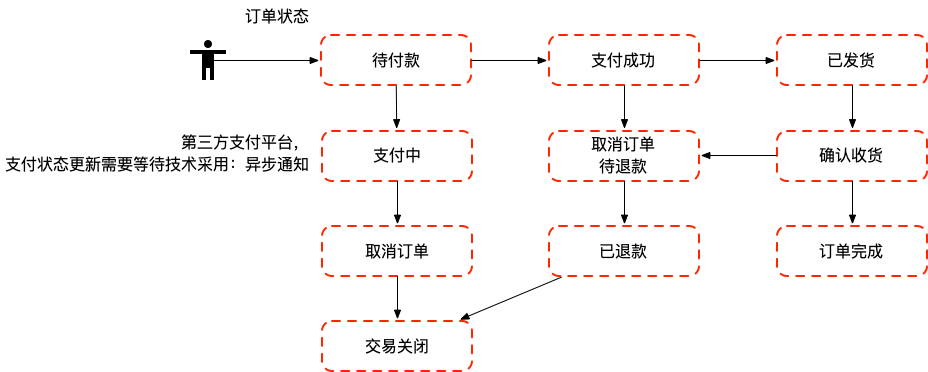 订单状态
待付款
支付成功
已发货
第三方支付平台，
支付状态更新需要等待技术采用：异步通知
支付中
取消订单
待退款
确认收货
取消订单
已退款
订单完成
交易关闭